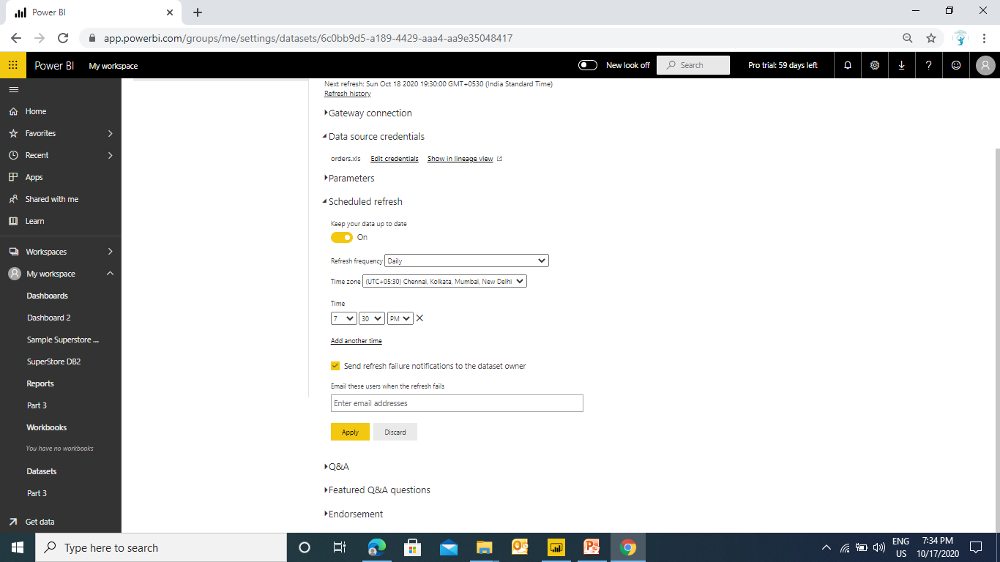 Power BI
app.powerbi.com/groups/me/settings/datasets/6c0bb9d5-a189-4429-aaa4-aa9e35048417
Power BI My workspace New look off Search Pro trial: 59 days left
Next refresh: Sun Oct 18 2020 19:30:00 GMT+0530 (India Standard Time)
Refresh history
Gateway connection
Data source credentials
orders.xls Edit credentials Show in lineage view
Parameters
Scheduled refresh
Keep your data up to date
On
Refresh frequency Daily
Time zone (UTC+05:30) Chennai, Kolkata, Mumbai, New Delhi
Time
7 30 PM
Add another time
Send refresh failure notifications to the dataset owner
Email these users when the refresh fails
Enter email addresses
Apply Discard
Q&A
Featured Q&A questions
Endorsement
Home
Favorites
Recent
Apps
Shared with me
Learn
Workspaces
My workspace
Dashboards
Dashboard 2
Sample Superstore ...
SuperStore DB2
Reports
Part 3
Workbooks
You have no workbooks
Datasets
Part 3
Get data
Type here to search
ENG
US
7:34 PM
10/17/2020